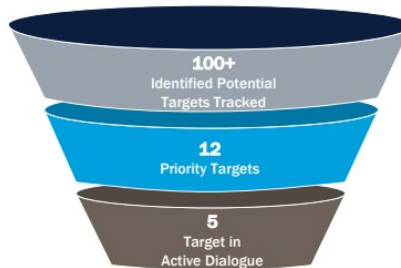 100+
Identified Potential
Targets Tracked
12
Priority Targets
5
Target in
Active Dialogue